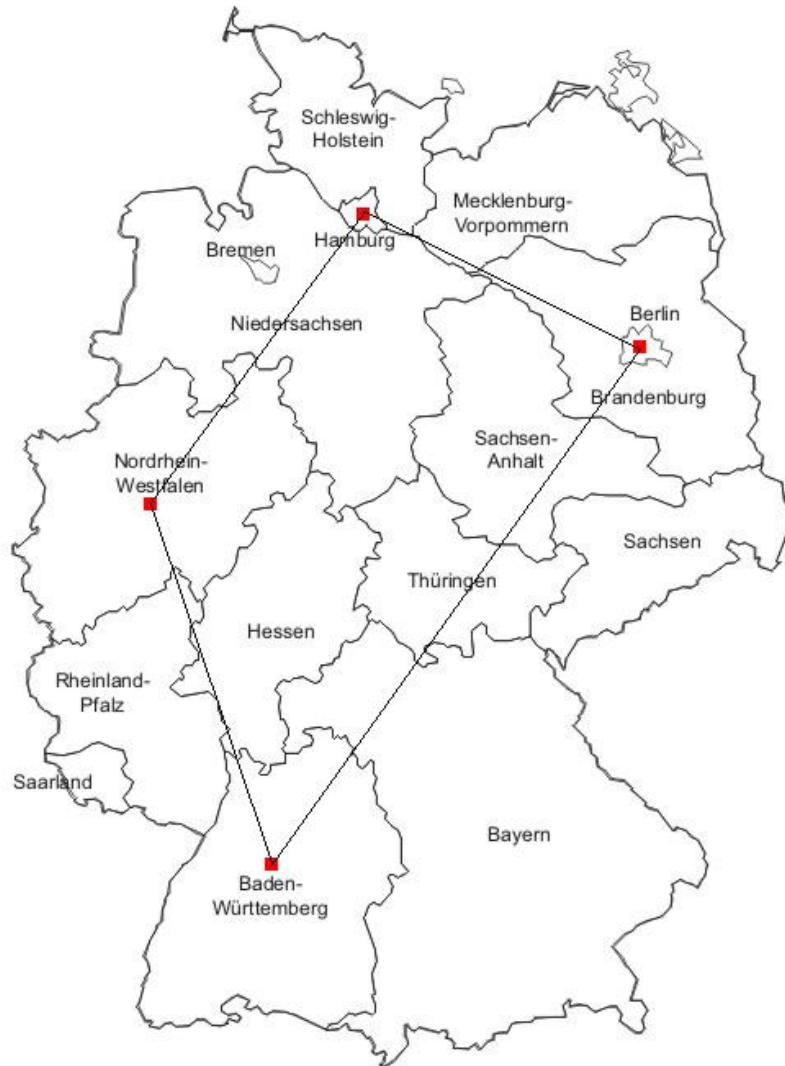 Schleswig-
Holstein
Mecklenburg-
Vorpommern
Hamburg
Bremen
Niedersachsen
Berlin
Brandenburg
Sachsen-
Anhalt
Nordrhein-
Westfalen
Sachsen
Thüringen
Hessen
Rheinland-
Pfalz
Saarland
Bayern
Baden-
Württemberg